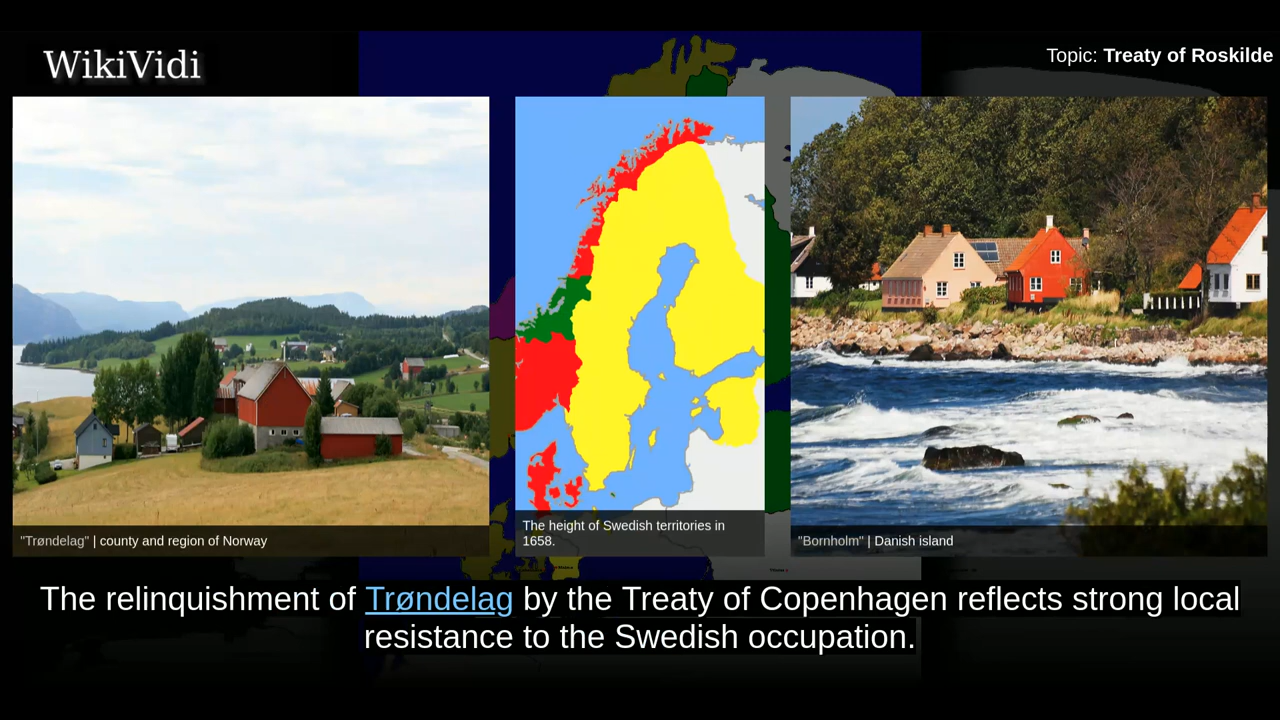 WikiVidi
Topic: Treaty of Roskilde
"Trøndelag" | county and region of Norway
The height of Swedish territories in
1658.
"Bornholm" | Danish island
The relinquishment of Trøndelag by the Treaty of Copenhagen reflects strong local
resistance to the Swedish occupation.